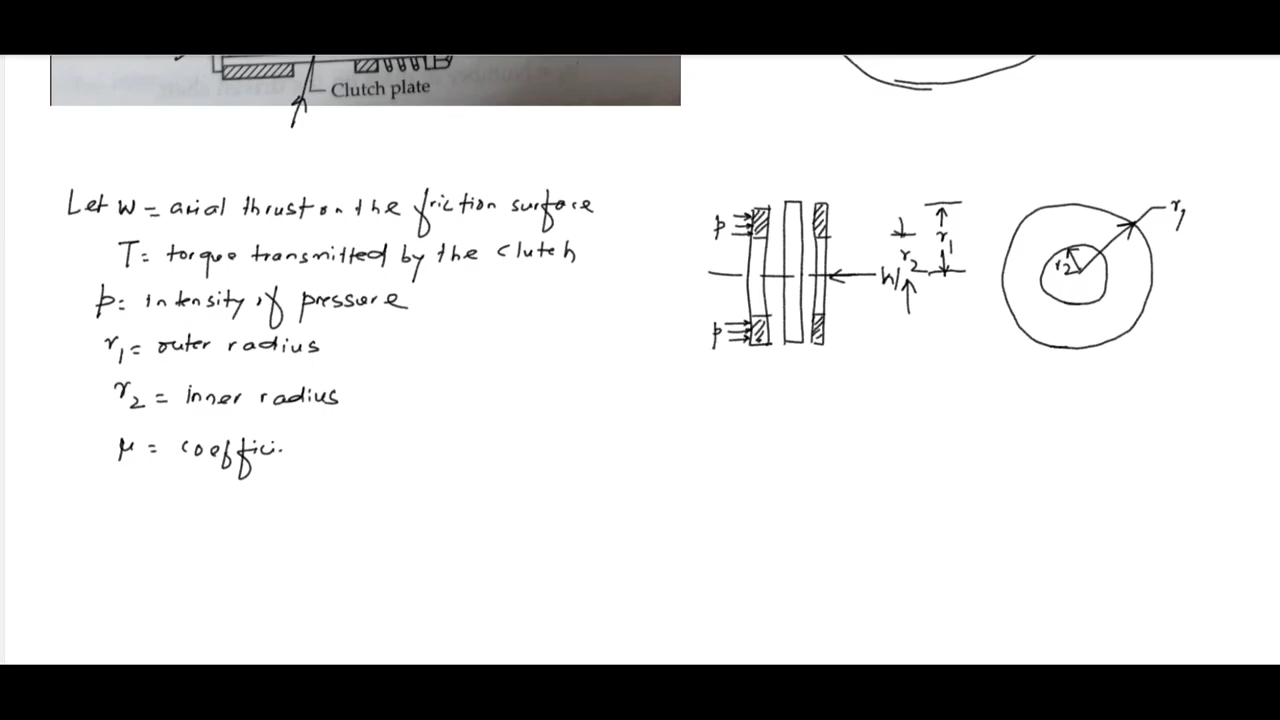 Clutch plate
Let W = axial thrust on the friction surface
T = torque transmitted by the clutch
p = intensity of pressure
r₁ = outer radius
r₂ = inner radius
μ = coeffici
p
p
W
r₂
r₁
r₂
r₁